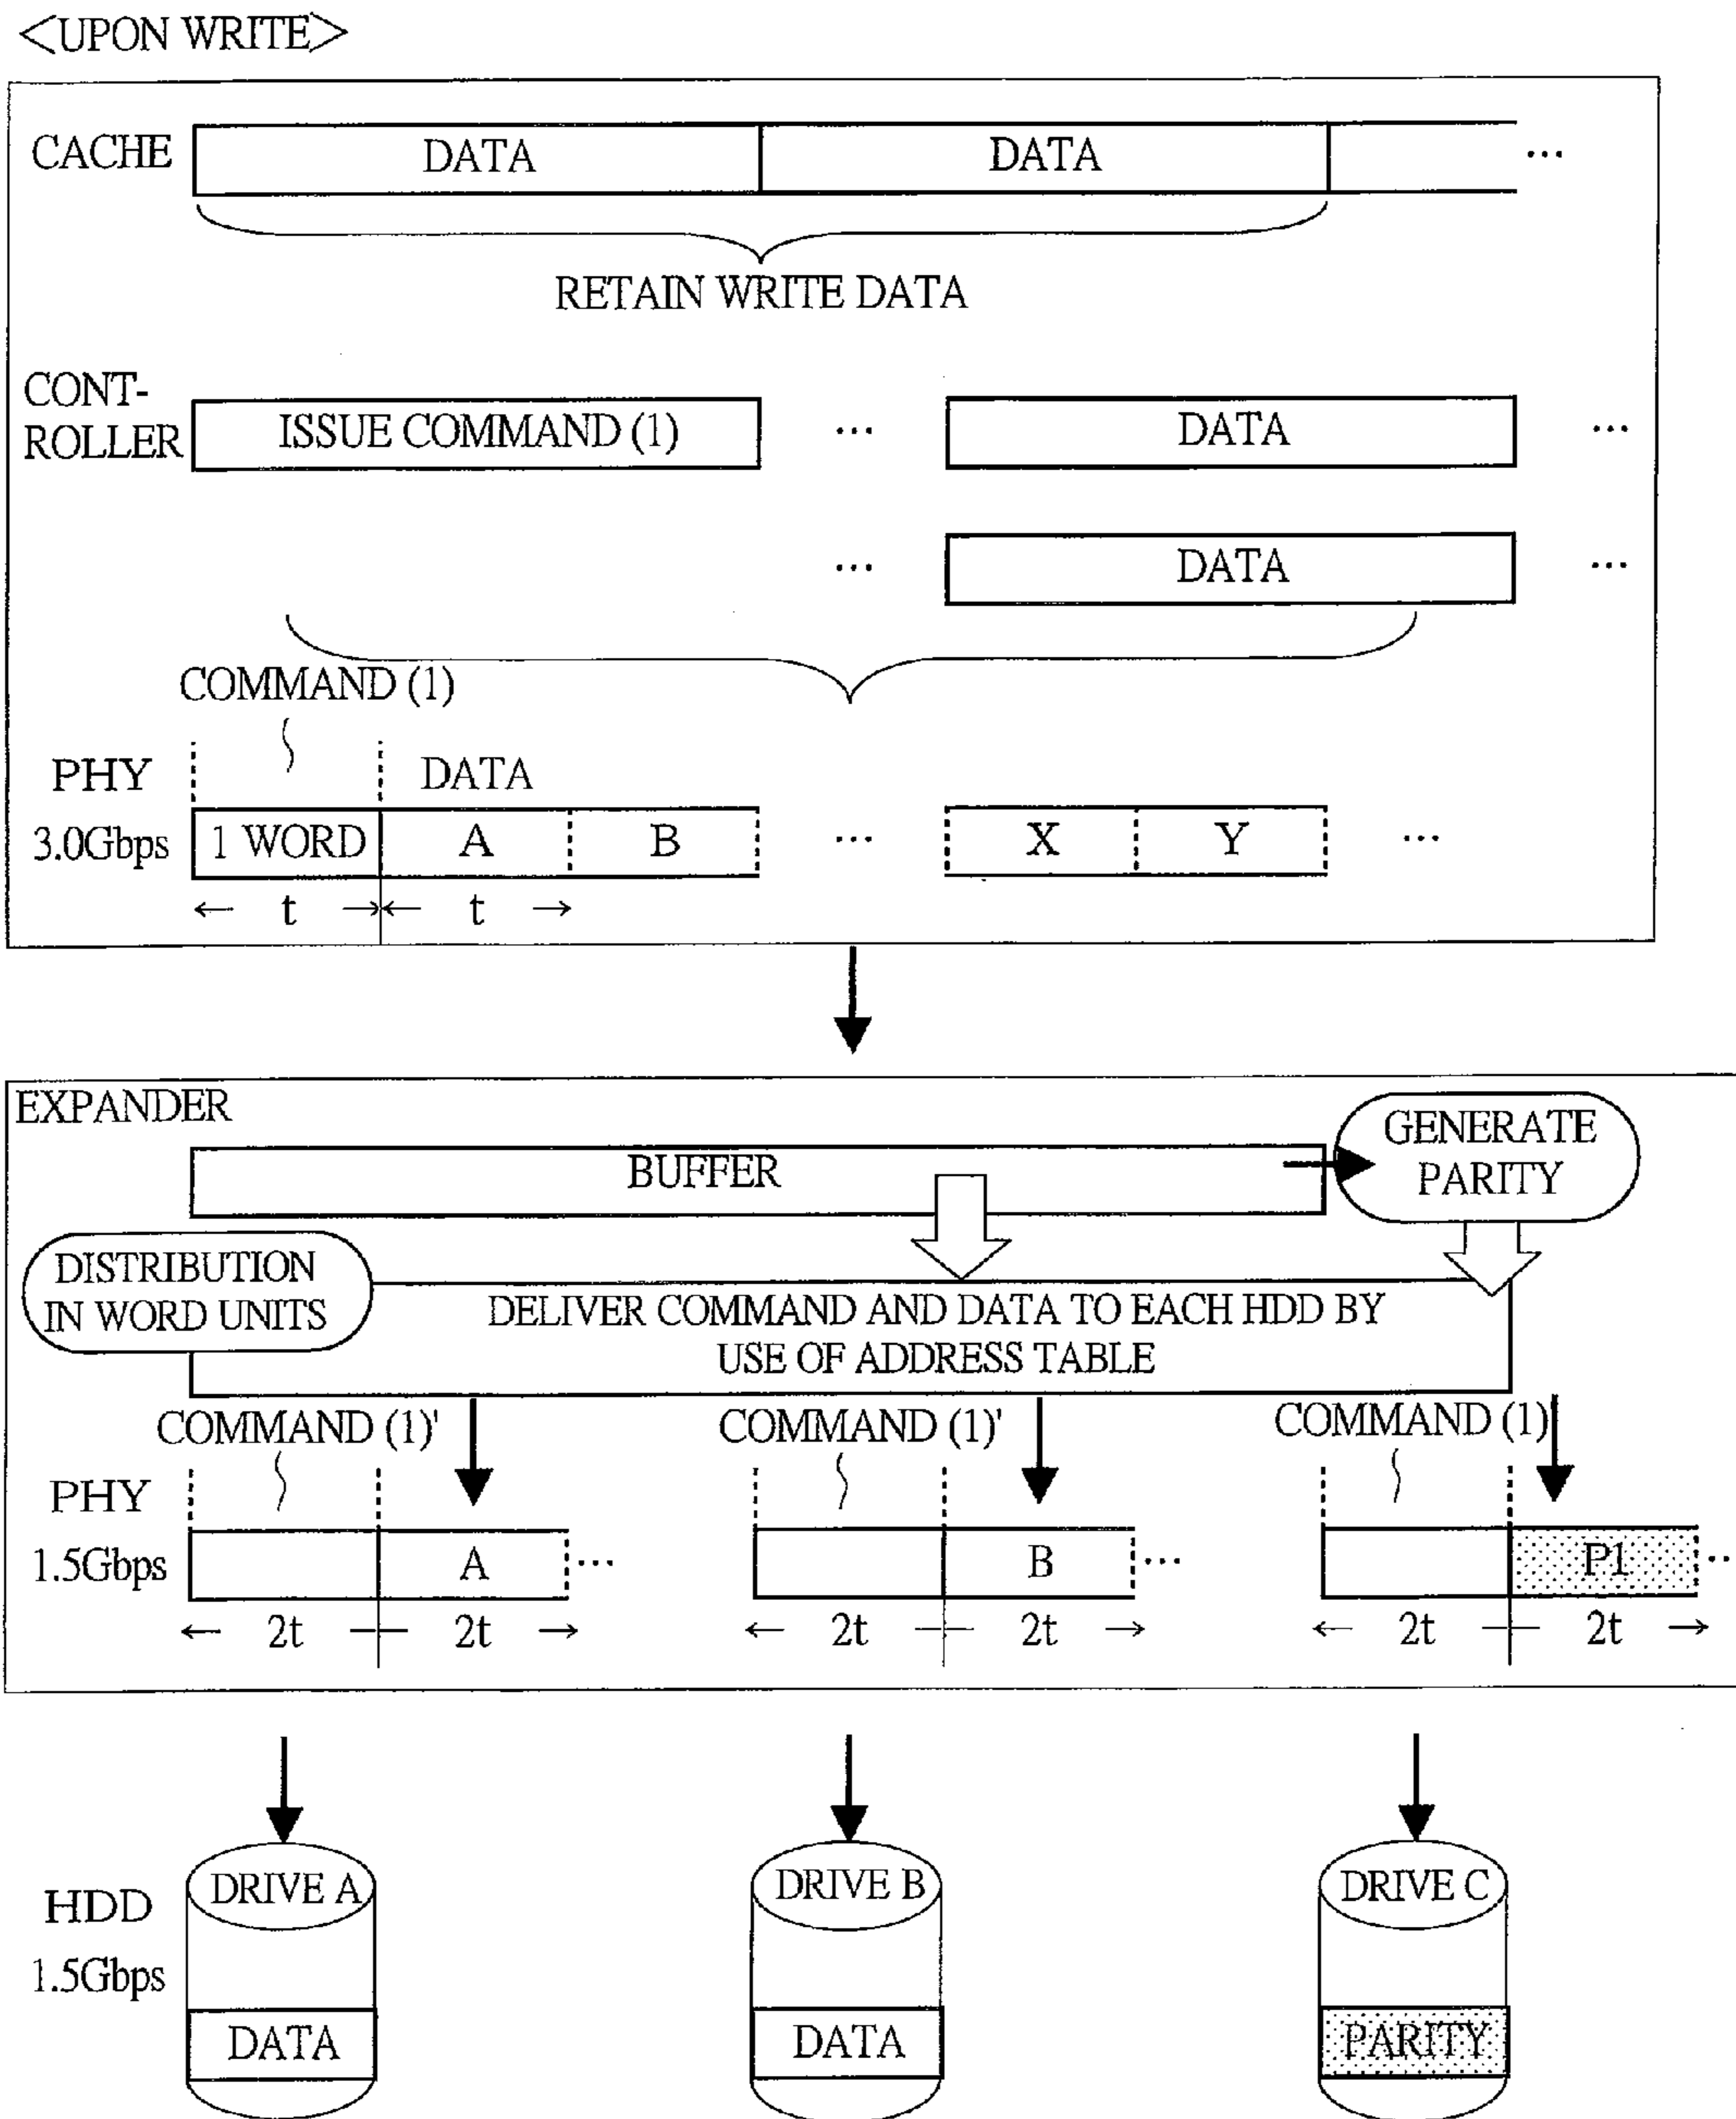 <UPON WRITE>
CACHE DATA DATA ...
RETAIN WRITE DATA
CONT-
ROLLER ISSUE COMMAND (1) ... DATA ...
... DATA ...
COMMAND (1)
PHY DATA
3.0Gbps 1 WORD A B ... X Y ...
← t →← t →
EXPANDER
GENERATE
PARITY
BUFFER
DISTRIBUTION
IN WORD UNITS
DELIVER COMMAND AND DATA TO EACH HDD BY
USE OF ADDRESS TABLE
COMMAND (1)' COMMAND (1)' COMMAND (1)
PHY
1.5Gbps A ... B ... P1 ..
← 2t —— 2t → ← 2t —— 2t → ← 2t —— 2t →
DRIVE A DRIVE B DRIVE C
HDD
1.5Gbps
DATA DATA PARITY